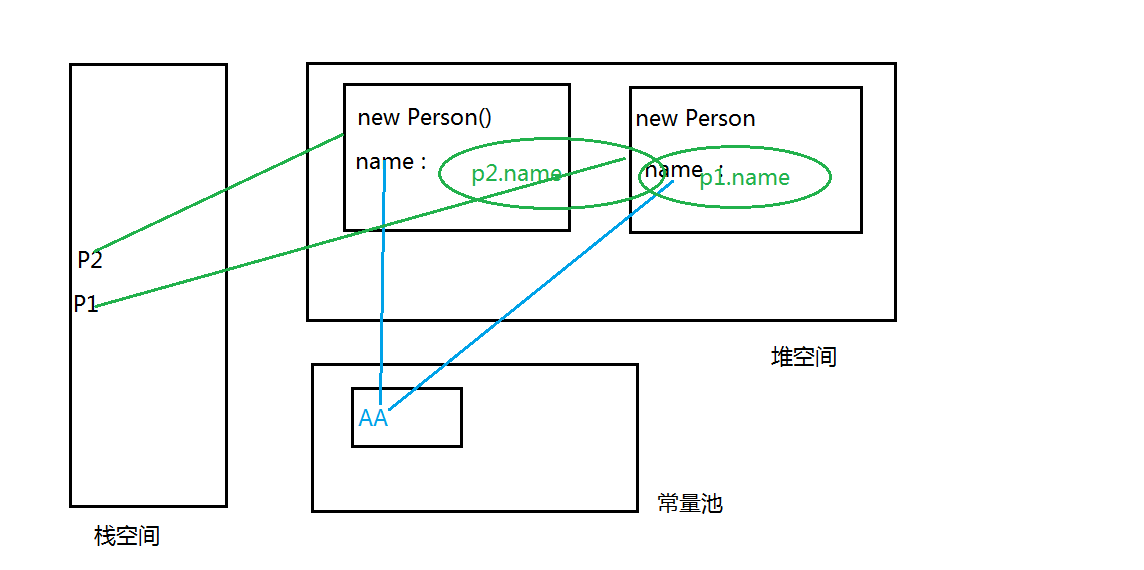 new Person()
name :
p2.name
new Person
name :
p1.name
P2
P1
堆空间
AA
常量池
栈空间